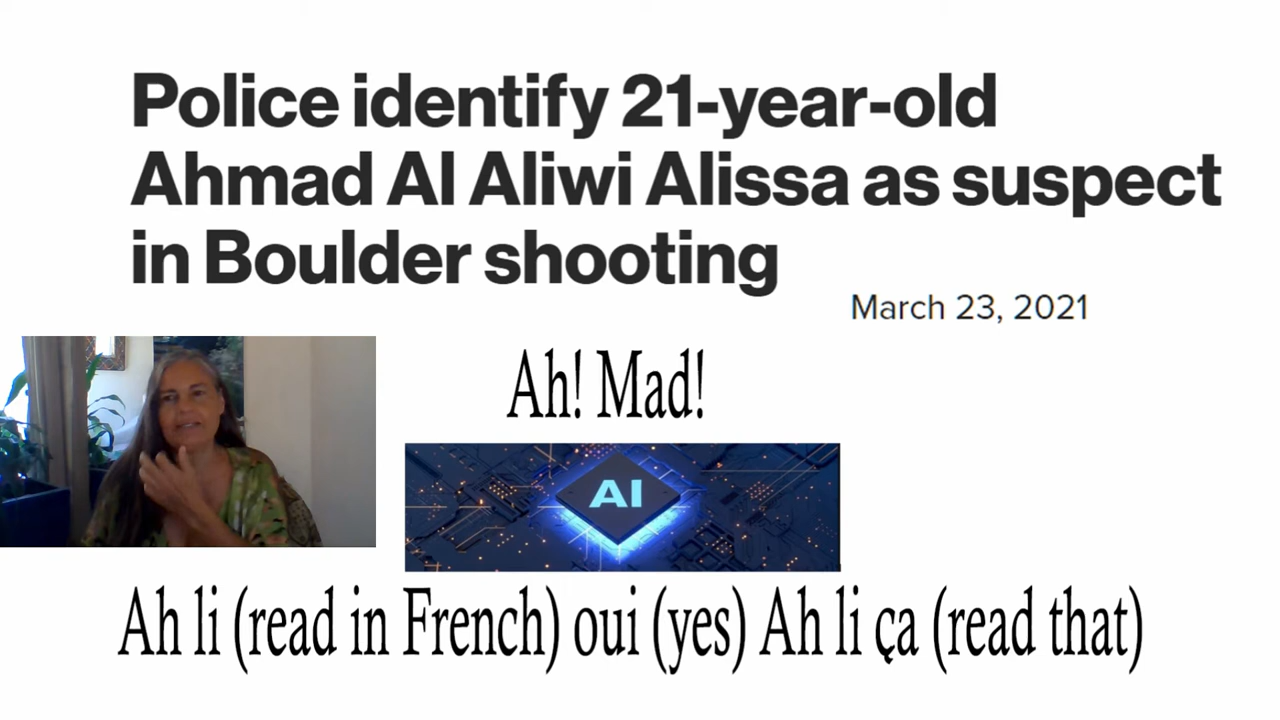 Police identify 21-year-old
Ahmad Al Aliwi Alissa as suspect
in Boulder shooting
March 23, 2021
Ah! Mad!
AI
Ah li (read in French) oui (yes) Ah li ça (read that)